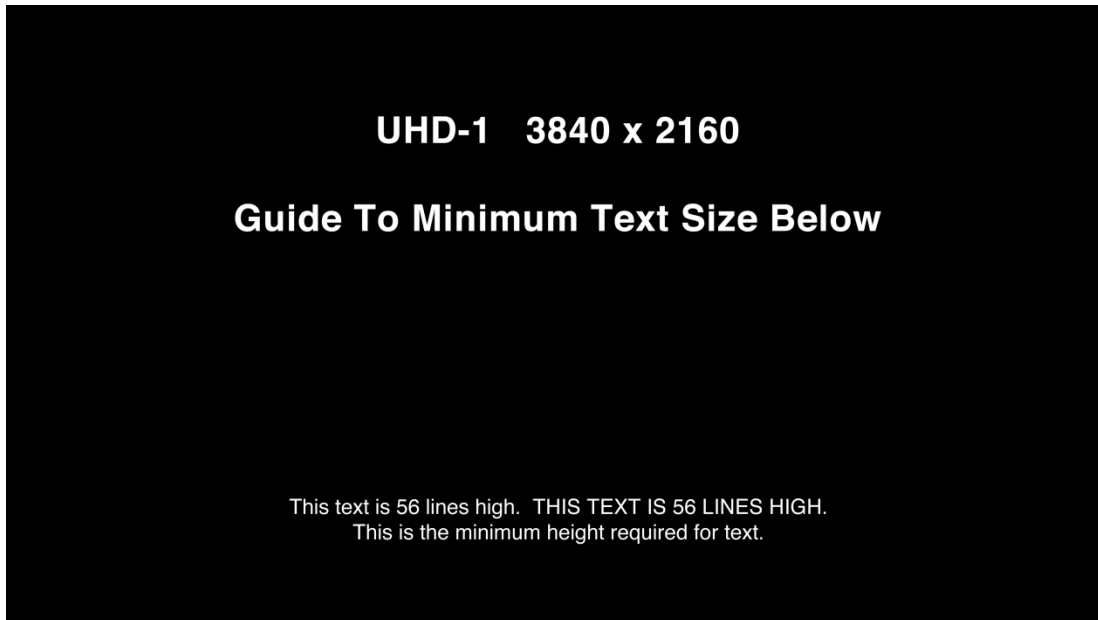 UHD-1   3840 x 2160
Guide To Minimum Text Size Below
This text is 56 lines high.  THIS TEXT IS 56 LINES HIGH.
This is the minimum height required for text.